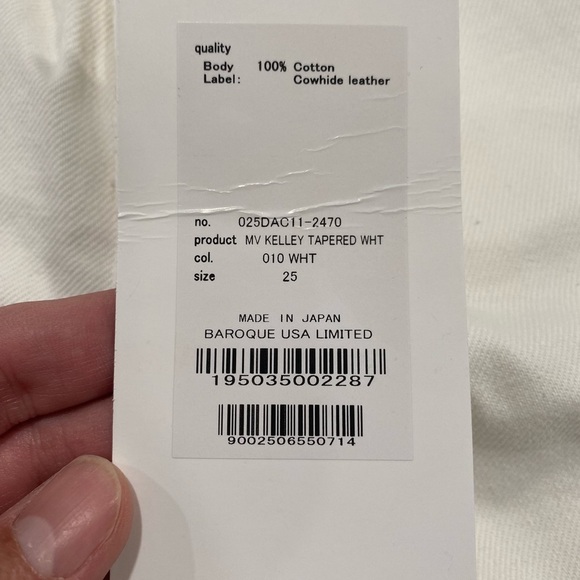 quality
Body 100% Cotton
Label: Cowhide leather
no. 025DAC11-2470
product MV KELLEY TAPERED WHT
col. 010 WHT
size 25
MADE IN JAPAN
BAROQUE USA LIMITED
195035002287
9002506550714